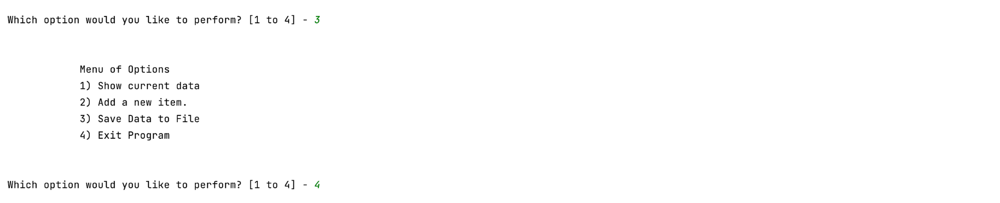 Which option would you like to perform? [1 to 4] - 3
Menu of Options
1) Show current data
2) Add a new item.
3) Save Data to File
4) Exit Program
Which option would you like to perform? [1 to 4] - 4